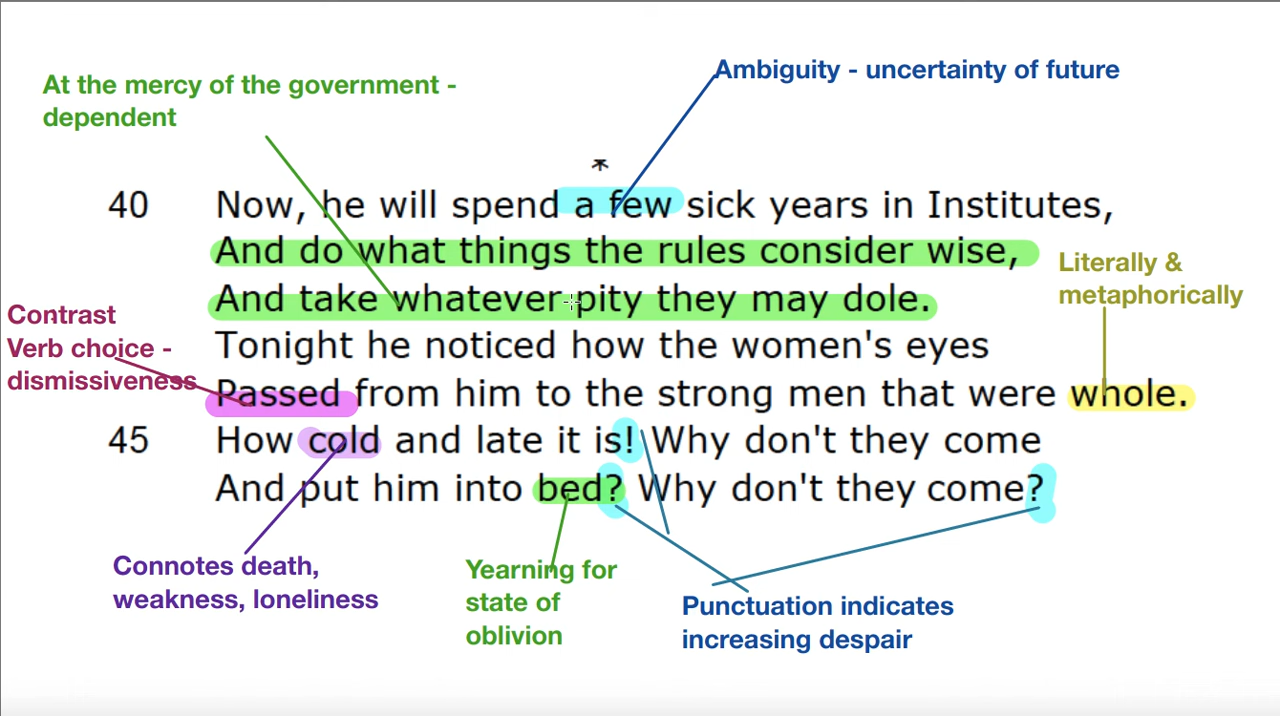 At the mercy of the government -
dependent
Ambiguity - uncertainty of future
*
40 Now, he will spend a few sick years in Institutes,
And do what things the rules consider wise,
And take whatever pity they may dole.
Literally &
metaphorically
Contrast
Verb choice -
dismissiveness
Tonight he noticed how the women's eyes
Passed from him to the strong men that were whole.
45 How cold and late it is! Why don't they come
And put him into bed? Why don't they come?
Connotes death,
weakness, loneliness
Yearning for
state of
oblivion
Punctuation indicates
increasing despair